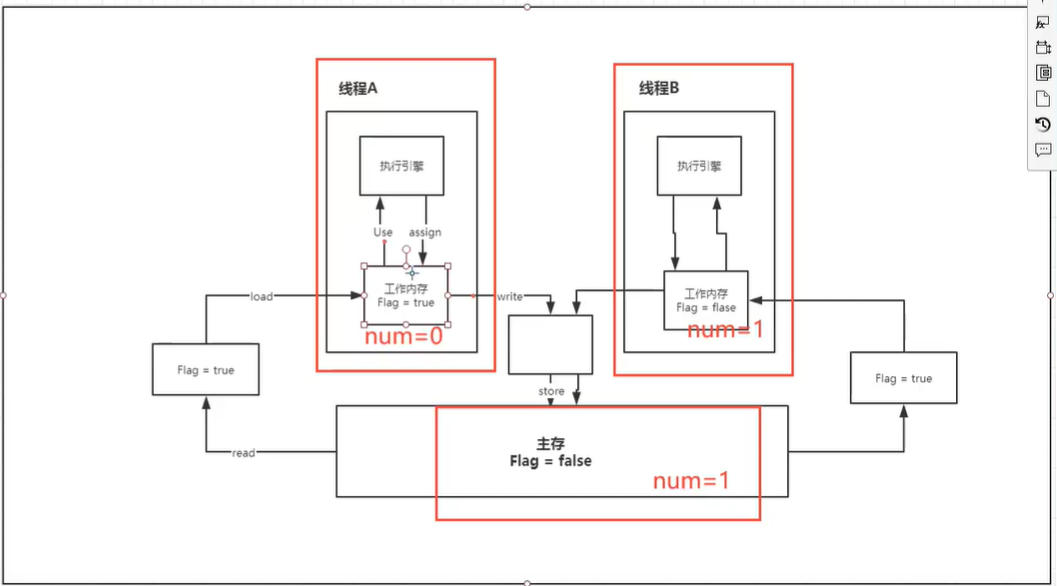 线程A
线程B
执行引擎
执行引擎
Use
assign
工作内存
Flag = true
num=0
工作内存
Flag = flase
num=1
load
write
Flag = true
Flag = true
store
read
主存
Flag = false
num=1